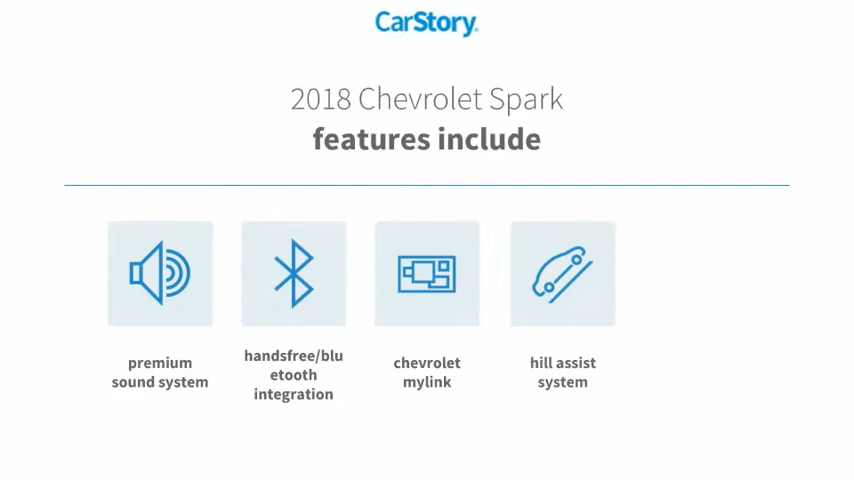 CarStory
2018 Chevrolet Spark
features include
premium
sound system
handsfree/blu
etooth
integration
chevrolet
mylink
hill assist
system